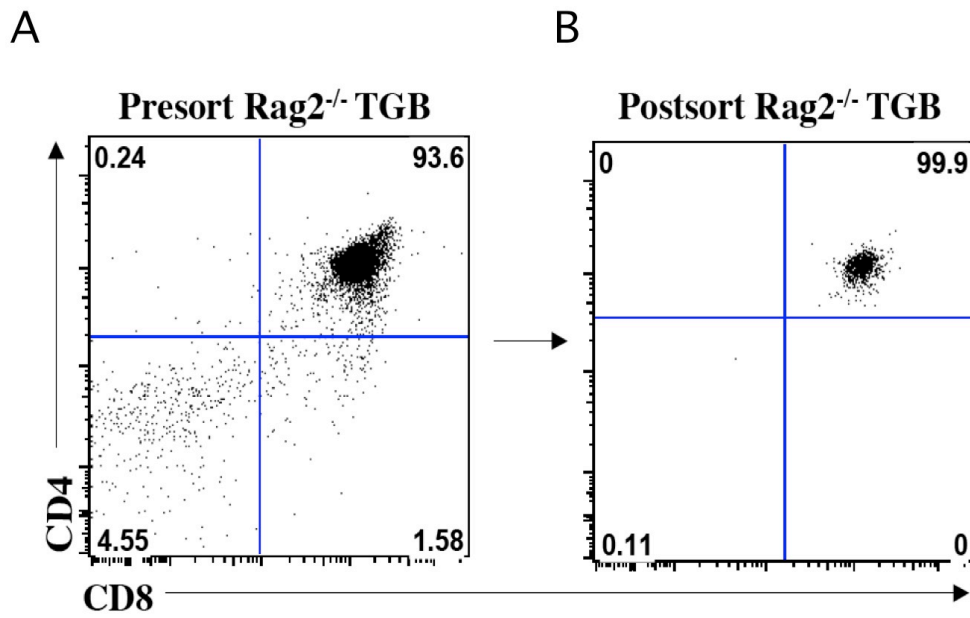 A
B
Presort Rag2-/- TGB
Postsort Rag2-/- TGB
0.24
93.6
0
99.9
CD4
4.55
1.58
0.11
0
CD8